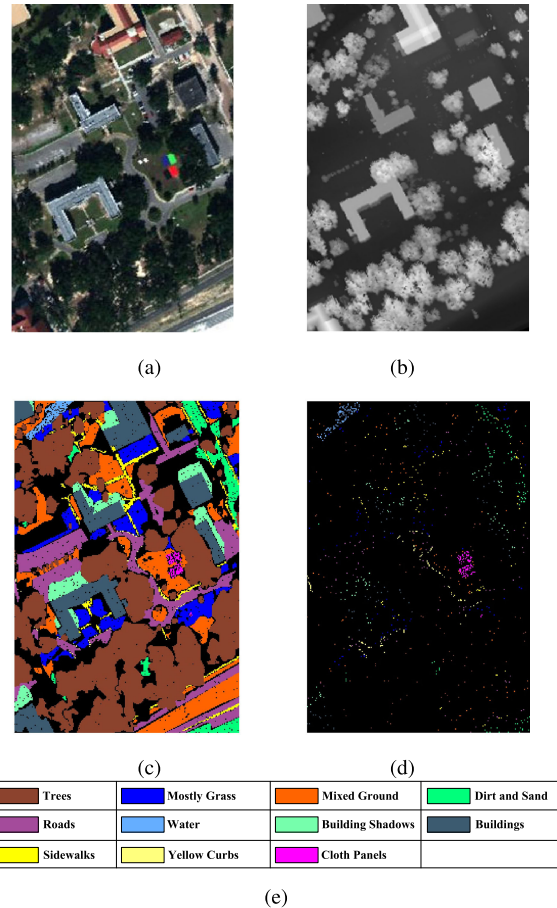 (a)
(b)
(c)
(d)
Trees
Mostly Grass
Mixed Ground
Dirt and Sand
Roads
Water
Building Shadows
Buildings
Sidewalks
Yellow Curbs
Cloth Panels
(e)